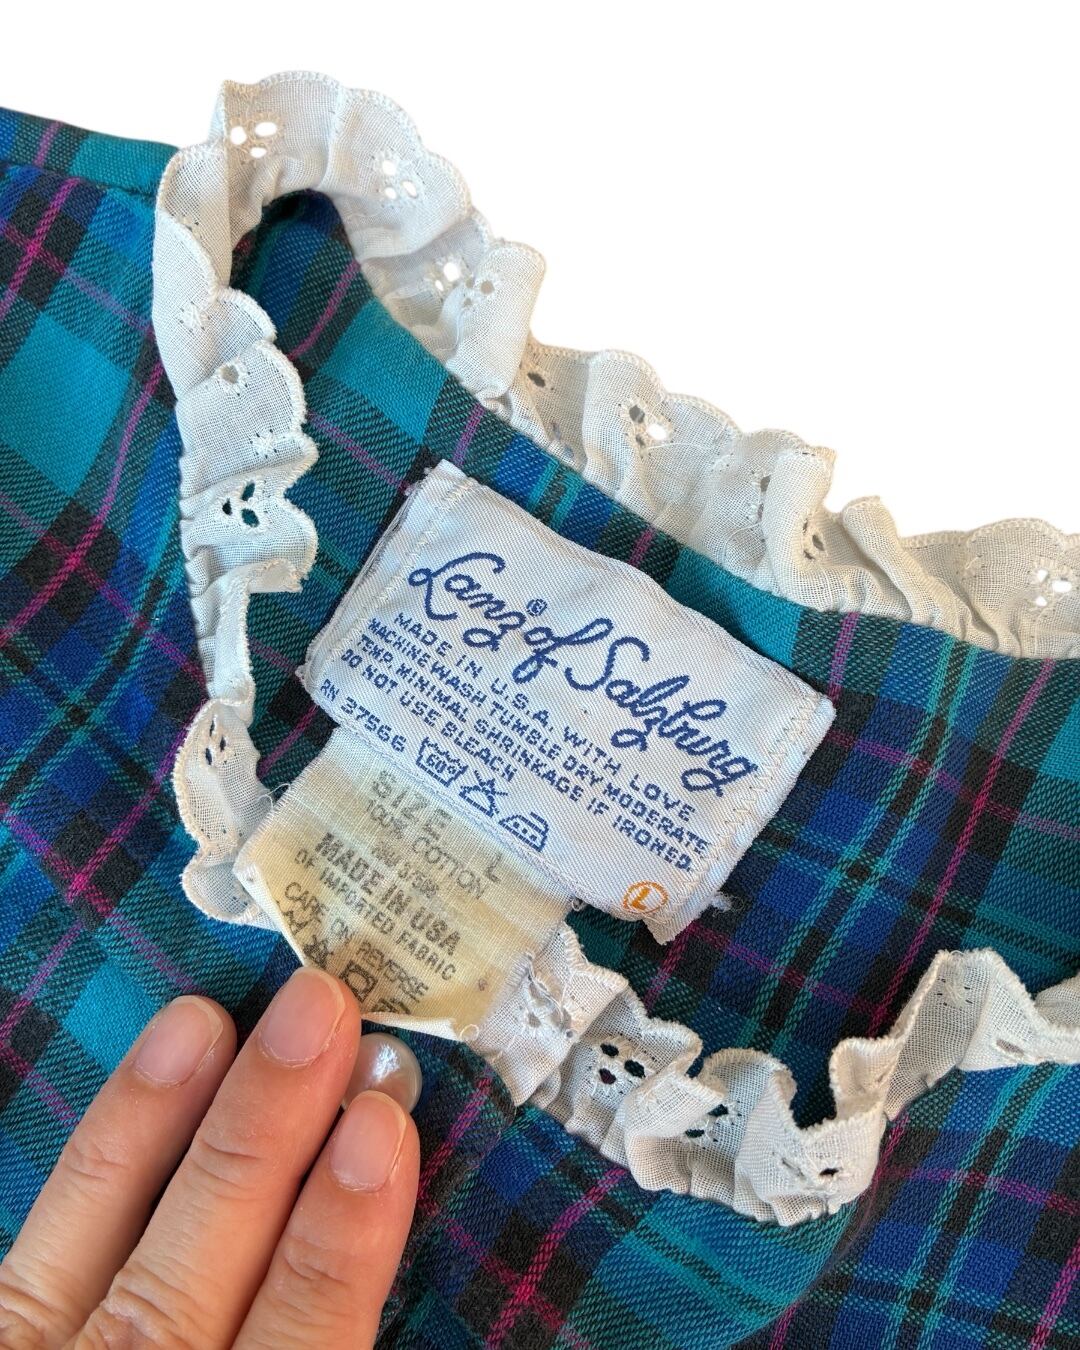 Lanz® of Salzburg
MADE IN U.S.A. WITH LOVE
MACHINE WASH TUMBLE DRY MODERATE
TEMP. MINIMAL SHRINKAGE IF IRONED.
DO NOT USE BLEACH
RN 37566
60°
L
SIZE L
100% COTTON
MADE IN USA
OF IMPORTED FABRIC
CARE ON REVERSE